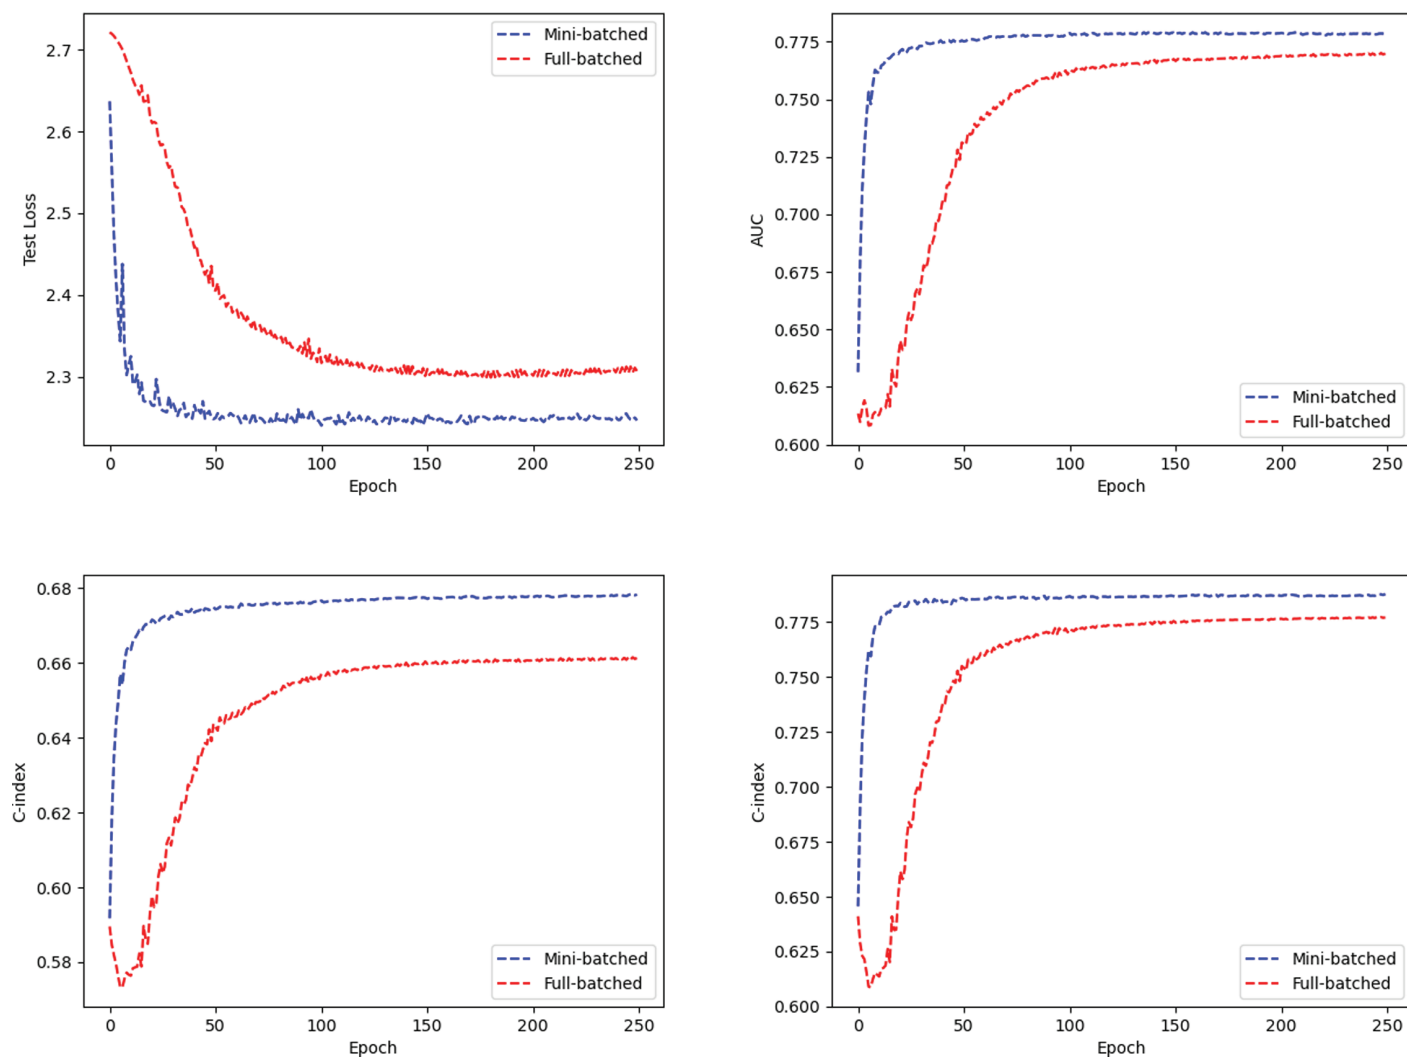 Test Loss
2.7
2.6
2.5
2.4
2.3
0 50 100 150 200 250
Epoch
Mini-batched
Full-batched
AUC
0.775
0.750
0.725
0.700
0.675
0.650
0.625
0.600
0 50 100 150 200 250
Epoch
Mini-batched
Full-batched
C-index
0.68
0.66
0.64
0.62
0.60
0.58
0 50 100 150 200 250
Epoch
Mini-batched
Full-batched
C-index
0.775
0.750
0.725
0.700
0.675
0.650
0.625
0.600
0 50 100 150 200 250
Epoch
Mini-batched
Full-batched